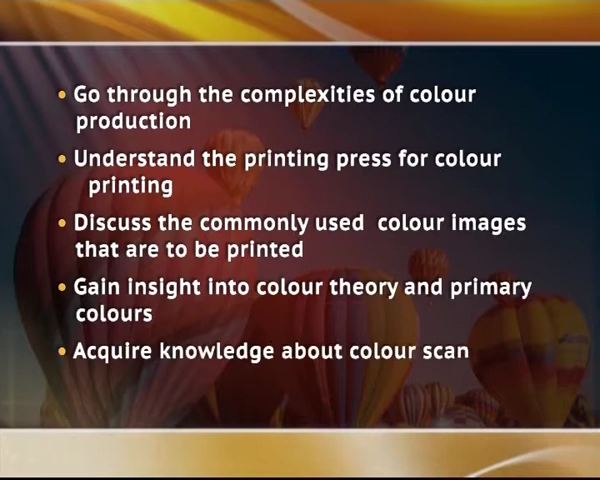 • Go through the complexities of colour
production
• Understand the printing press for colour
printing
• Discuss the commonly used colour images
that are to be printed
• Gain insight into colour theory and primary
colours
• Acquire knowledge about colour scan